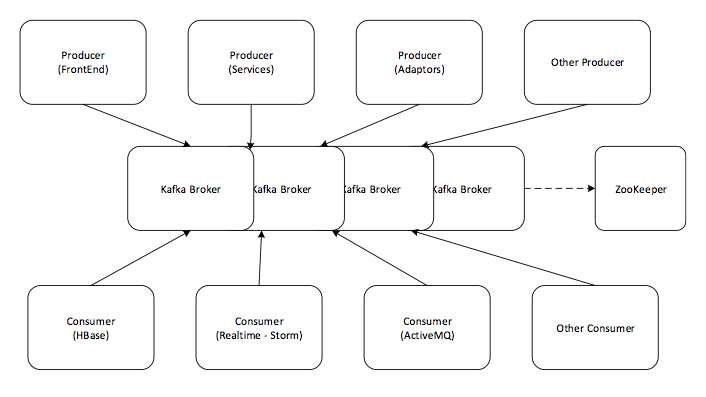 Producer
(FrontEnd)
Producer
(Services)
Producer
(Adaptors)
Other Producer
Kafka Broker
Kafka Broker
Kafka Broker
Kafka Broker
ZooKeeper
Consumer
(HBase)
Consumer
(Realtime - Storm)
Consumer
(ActiveMQ)
Other Consumer